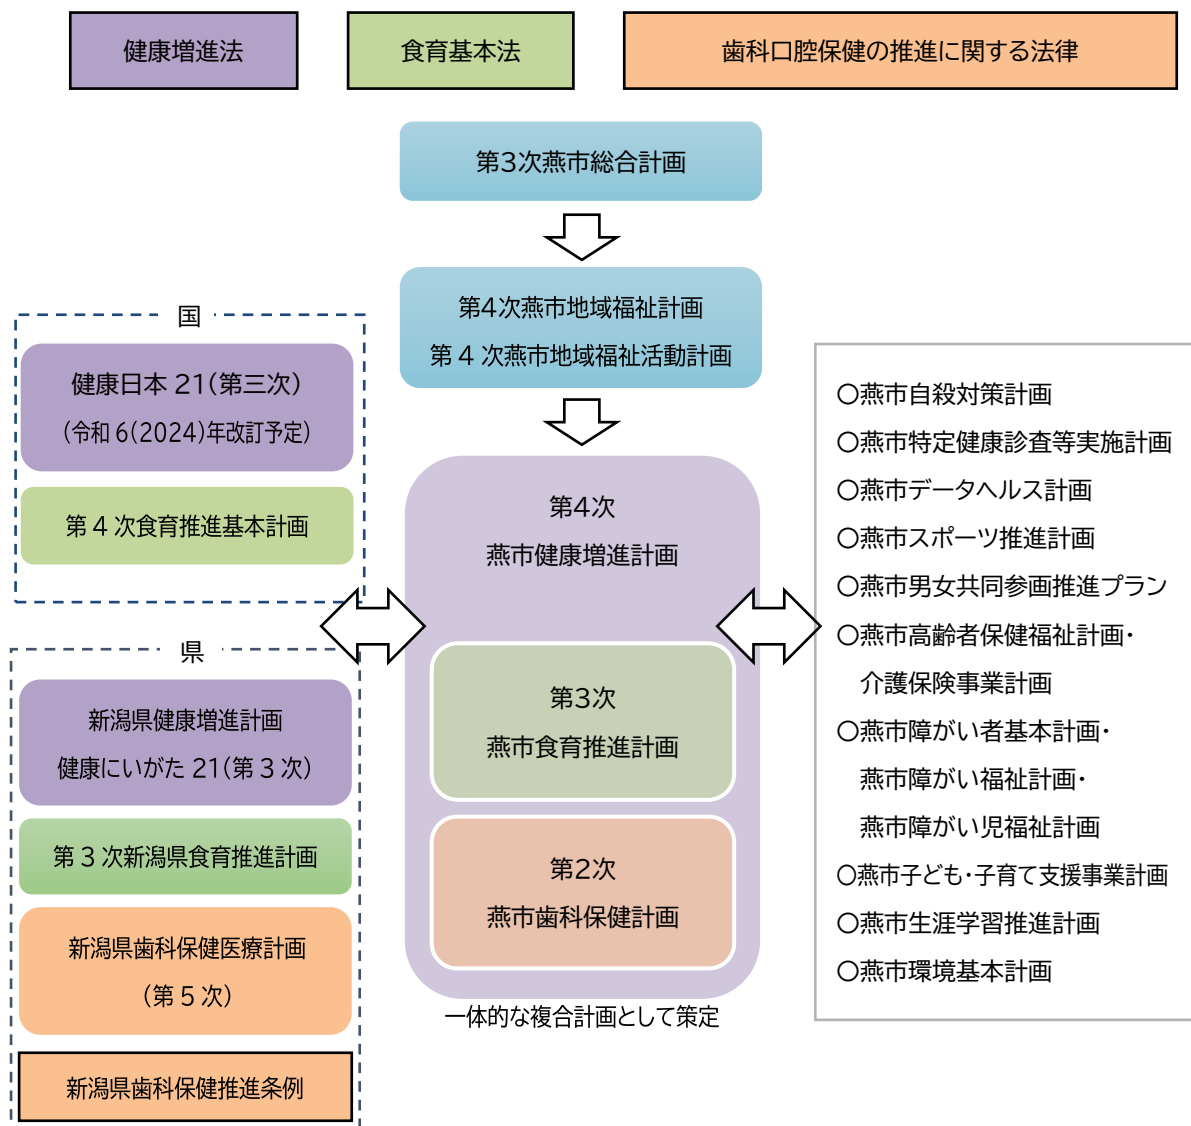 健康増進法
食育基本法
歯科口腔保健の推進に関する法律
第3次燕市総合計画
第4次燕市地域福祉計画
第 4 次燕市地域福祉活動計画
国
健康日本 21(第三次)
(令和 6(2024)年改訂予定)
第 4 次食育推進基本計画
県
新潟県健康増進計画
健康にいがた 21(第 3 次)
第 3 次新潟県食育推進計画
新潟県歯科保健医療計画
(第 5 次)
新潟県歯科保健推進条例
第4次
燕市健康増進計画
第3次
燕市食育推進計画
第2次
燕市歯科保健計画
一体的な複合計画として策定
〇燕市自殺対策計画
〇燕市特定健康診査等実施計画
〇燕市データヘルス計画
〇燕市スポーツ推進計画
〇燕市男女共同参画推進プラン
〇燕市高齢者保健福祉計画・
介護保険事業計画
〇燕市障がい者基本計画・
燕市障がい福祉計画・
燕市障がい児福祉計画
〇燕市子ども・子育て支援事業計画
〇燕市生涯学習推進計画
〇燕市環境基本計画